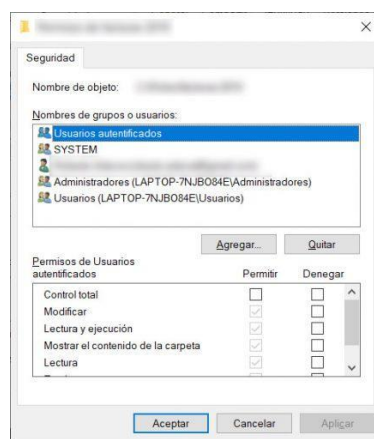 Seguridad
Nombre de objeto:
Nombres de grupos o usuarios:
Usuarios autentificados
SYSTEM
Administradores (LAPTOP-7NJBO84E\Administradores)
Usuarios (LAPTOP-7NJBO84E\Usuarios)
Agregar... Quitar
Permisos de Usuarios
autentificados Permitir Denegar
Control total
Modificar
Lectura y ejecución
Mostrar el contenido de la carpeta
Lectura
Aceptar Cancelar Aplicar